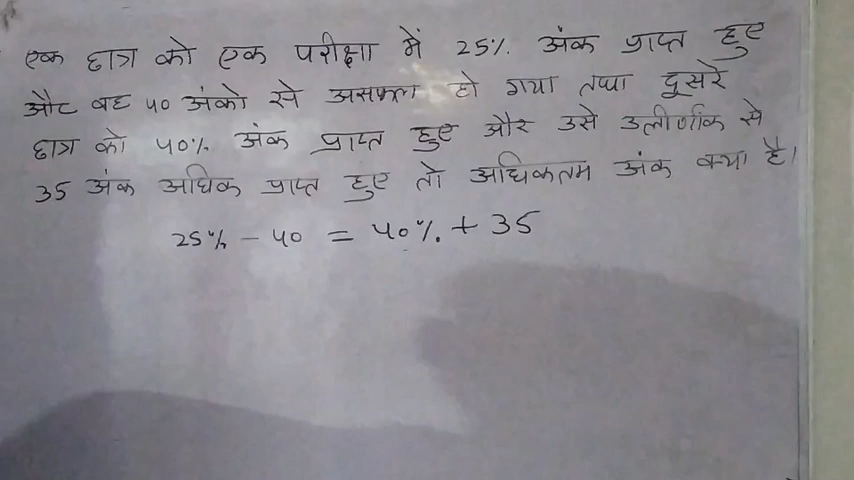 एक छात्र को एक परीक्षा में 25% अंक प्राप्त हुए
और वह 40 अंको से असफल हो गया तथा दूसरे
छात्र को 40% अंक प्राप्त हुए और उसे उत्तीर्णांक से
35 अंक अधिक प्राप्त हुए तो अधिकतम अंक क्या है।
25% - 40 = 40% + 35